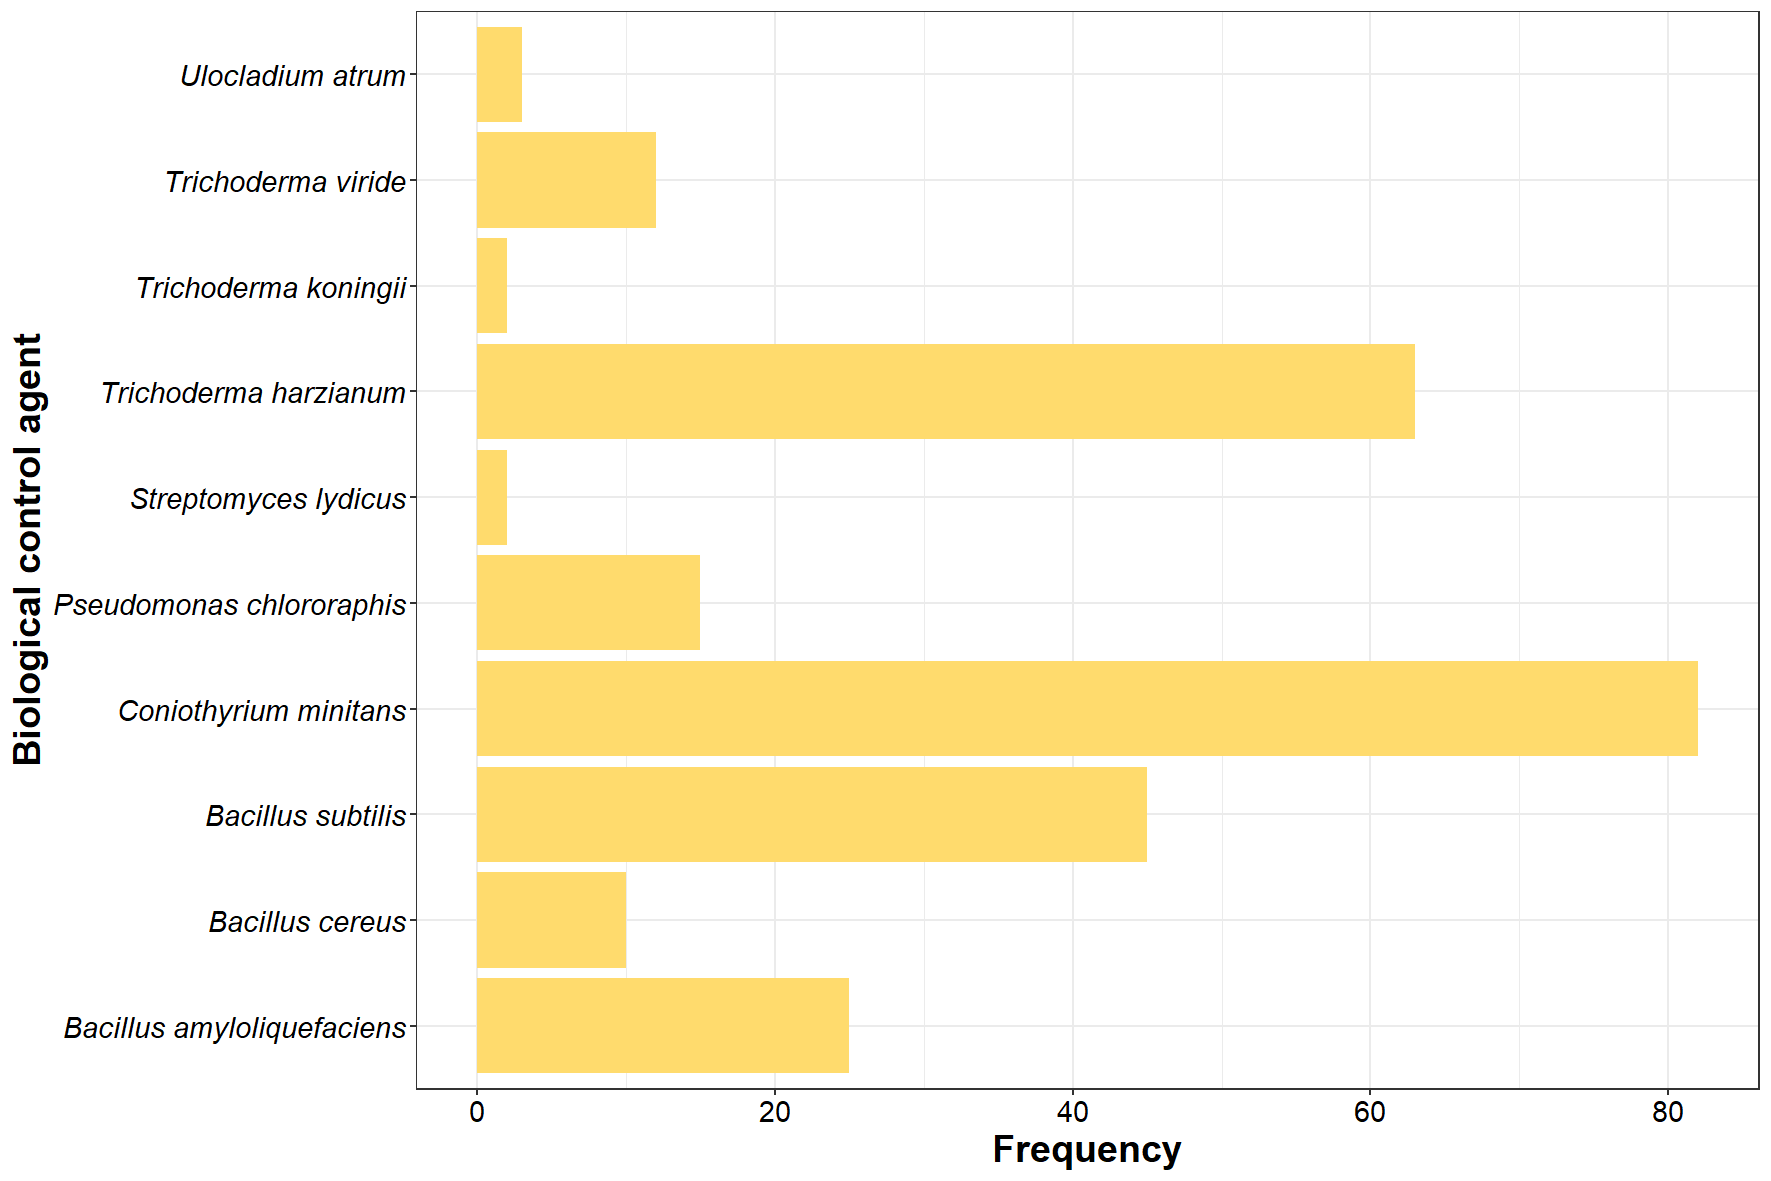 Biological control agent
Ulocladium atrum
Trichoderma viride
Trichoderma koningii
Trichoderma harzianum
Streptomyces lydicus
Pseudomonas chlororaphis
Coniothyrium minitans
Bacillus subtilis
Bacillus cereus
Bacillus amyloliquefaciens
0 20 40 60 80
Frequency